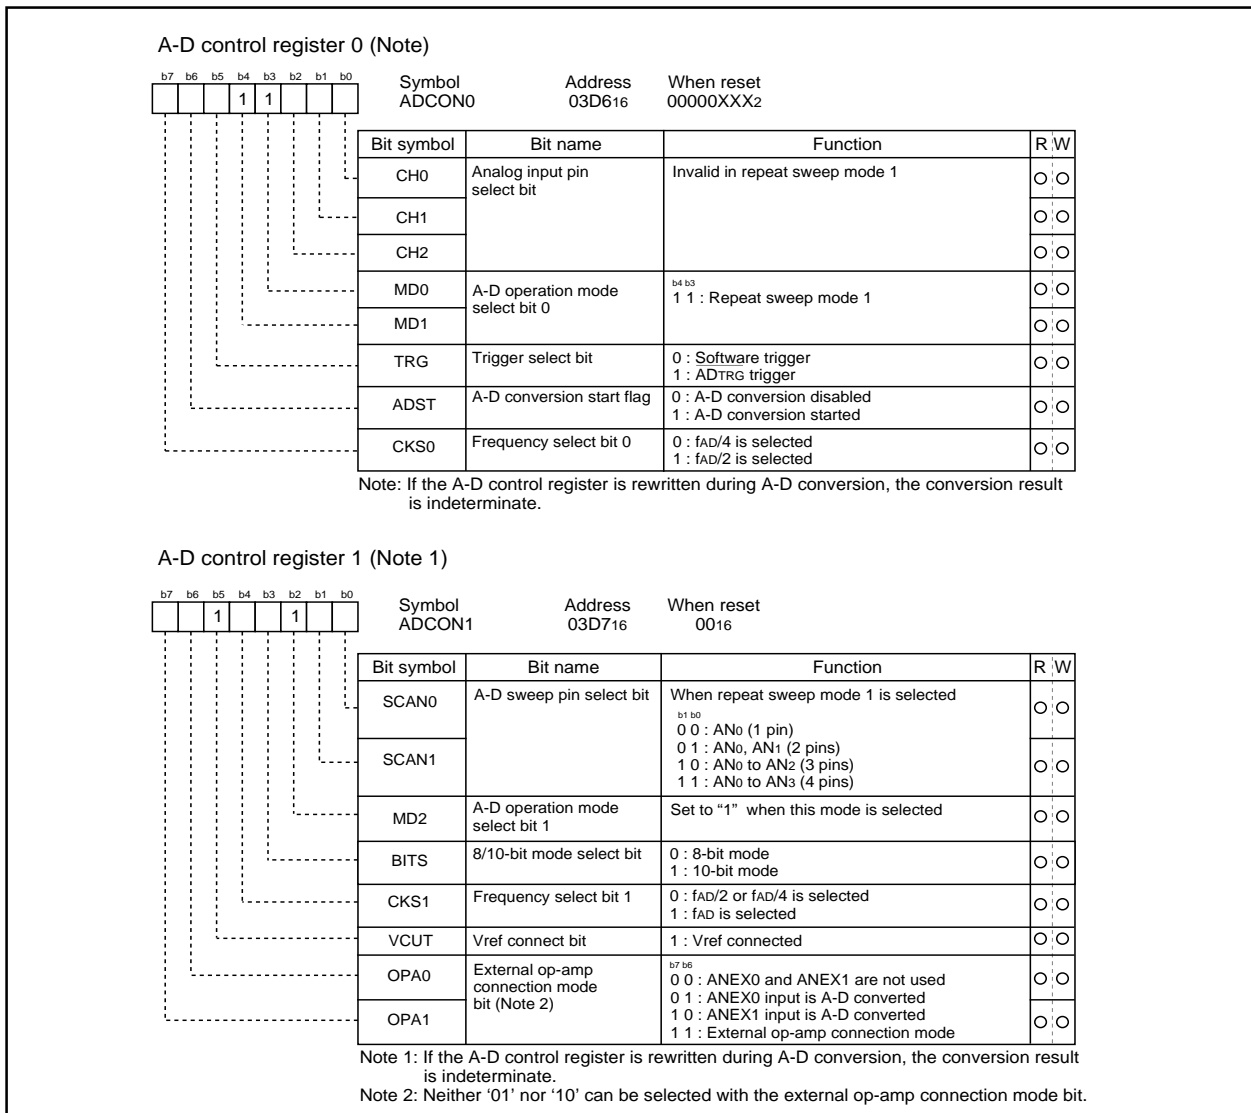 A-D control register 0 (Note)
b7 b6 b5 b4 b3 b2 b1 b0
1 1
Symbol Address When reset
ADCON0 03D616 00000XXX2
Bit symbol Bit name Function R W
CH0 Analog input pin select bit Invalid in repeat sweep mode 1
CH1
CH2
MD0 A-D operation mode select bit 0 b4 b3
1 1 : Repeat sweep mode 1
MD1
TRG Trigger select bit 0 : Software trigger
1 : ADTRG trigger
ADST A-D conversion start flag 0 : A-D conversion disabled
1 : A-D conversion started
CKS0 Frequency select bit 0 0 : fAD/4 is selected
1 : fAD/2 is selected
Note: If the A-D control register is rewritten during A-D conversion, the conversion result
is indeterminate.
A-D control register 1 (Note 1)
b7 b6 b5 b4 b3 b2 b1 b0
1 1
Symbol Address When reset
ADCON1 03D716 0016
Bit symbol Bit name Function R W
SCAN0 A-D sweep pin select bit When repeat sweep mode 1 is selected
b1 b0
0 0 : AN0 (1 pin)
0 1 : AN0, AN1 (2 pins)
SCAN1 1 0 : AN0 to AN2 (3 pins)
1 1 : AN0 to AN3 (4 pins)
MD2 A-D operation mode select bit 1 Set to “1” when this mode is selected
BITS 8/10-bit mode select bit 0 : 8-bit mode
1 : 10-bit mode
CKS1 Frequency select bit 1 0 : fAD/2 or fAD/4 is selected
1 : fAD is selected
VCUT Vref connect bit 1 : Vref connected
OPA0 External op-amp connection mode bit (Note 2) b7 b6
0 0 : ANEX0 and ANEX1 are not used
0 1 : ANEX0 input is A-D converted
OPA1 1 0 : ANEX1 input is A-D converted
1 1 : External op-amp connection mode
Note 1: If the A-D control register is rewritten during A-D conversion, the conversion result
is indeterminate.
Note 2: Neither ‘01’ nor ‘10’ can be selected with the external op-amp connection mode bit.